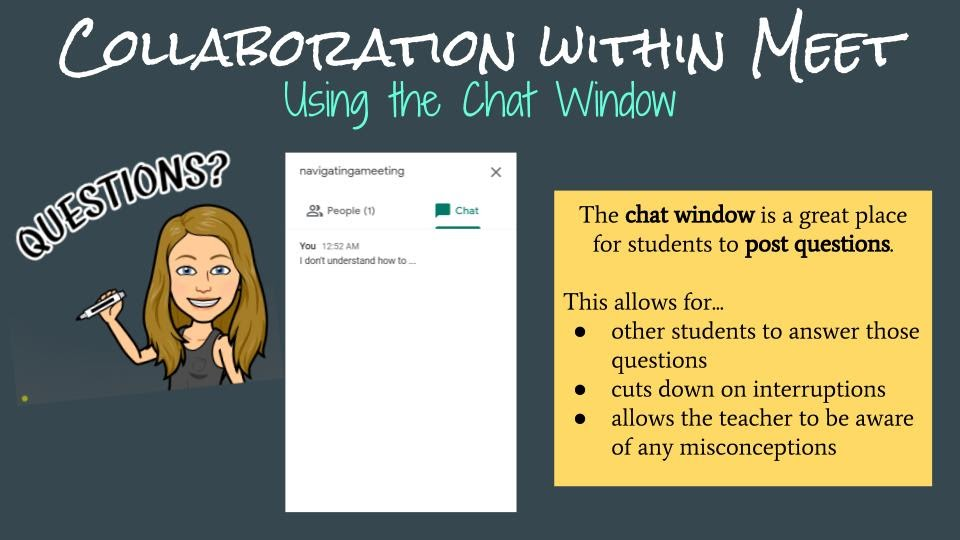 Collaboration within Meet
Using the Chat Window
QUESTIONS?
navigatingameeting
People (1)
Chat
You 12:52 AM
I don't understand how to ...
The chat window is a great place
for students to post questions.
This allows for...
● other students to answer those
questions
● cuts down on interruptions
● allows the teacher to be aware
of any misconceptions